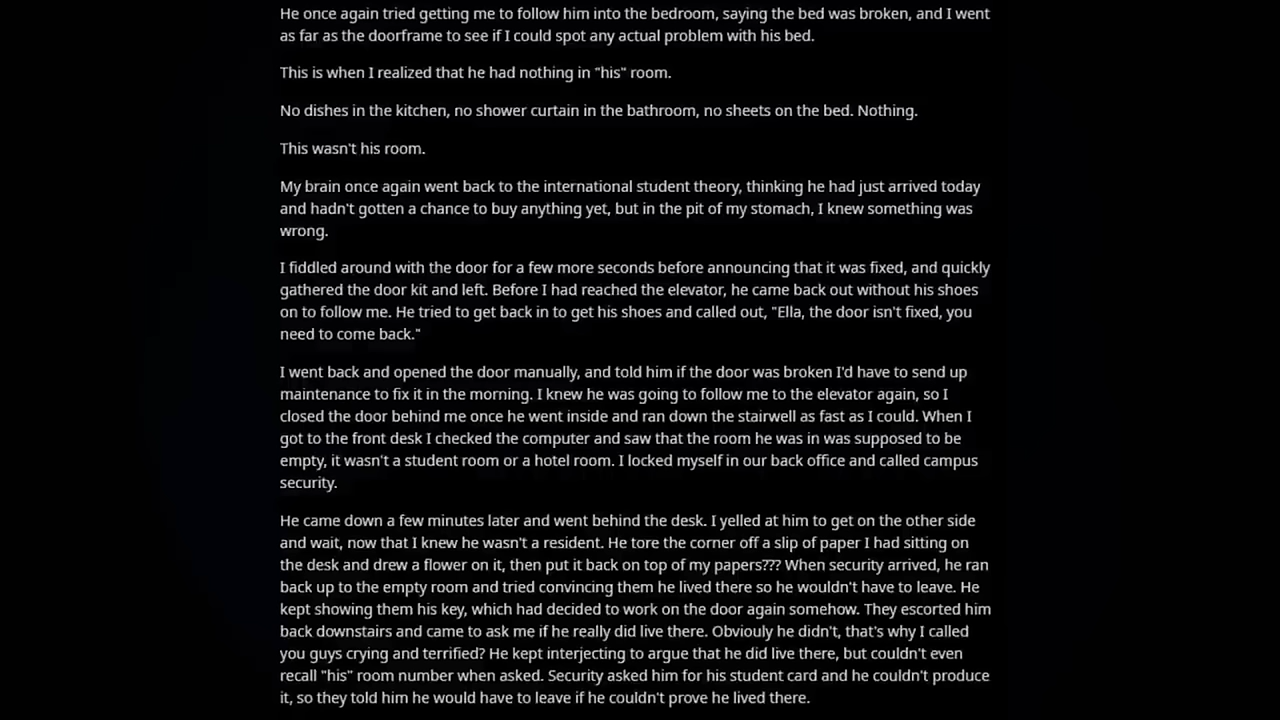 He once again tried getting me to follow him into the bedroom, saying the bed was broken, and I went
as far as the doorframe to see if I could spot any actual problem with his bed.
This is when I realized that he had nothing in "his" room.
No dishes in the kitchen, no shower curtain in the bathroom, no sheets on the bed. Nothing.
This wasn't his room.
My brain once again went back to the international student theory, thinking he had just arrived today
and hadn't gotten a chance to buy anything yet, but in the pit of my stomach, I knew something was
wrong.
I fiddled around with the door for a few more seconds before announcing that it was fixed, and quickly
gathered the door kit and left. Before I had reached the elevator, he came back out without his shoes
on to follow me. He tried to get back in to get his shoes and called out, "Ella, the door isn't fixed, you
need to come back."
I went back and opened the door manually, and told him if the door was broken I'd have to send up
maintenance to fix it in the morning. I knew he was going to follow me to the elevator again, so I
closed the door behind me once he went inside and ran down the stairwell as fast as I could. When I
got to the front desk I checked the computer and saw that the room he was in was supposed to be
empty, it wasn't a student room or a hotel room. I locked myself in our back office and called campus
security.
He came down a few minutes later and went behind the desk. I yelled at him to get on the other side
and wait, now that I knew he wasn't a resident. He tore the corner off a slip of paper I had sitting on
the desk and drew a flower on it, then put it back on top of my papers??? When security arrived, he ran
back up to the empty room and tried convincing them he lived there so he wouldn't have to leave. He
kept showing them his key, which had decided to work on the door again somehow. They escorted him
back downstairs and came to ask me if he really did live there. Obviouly he didn't, that's why I called
you guys crying and terrified? He kept interjecting to argue that he did live there, but couldn't even
recall "his" room number when asked. Security asked him for his student card and he couldn't produce
it, so they told him he would have to leave if he couldn't prove he lived there.